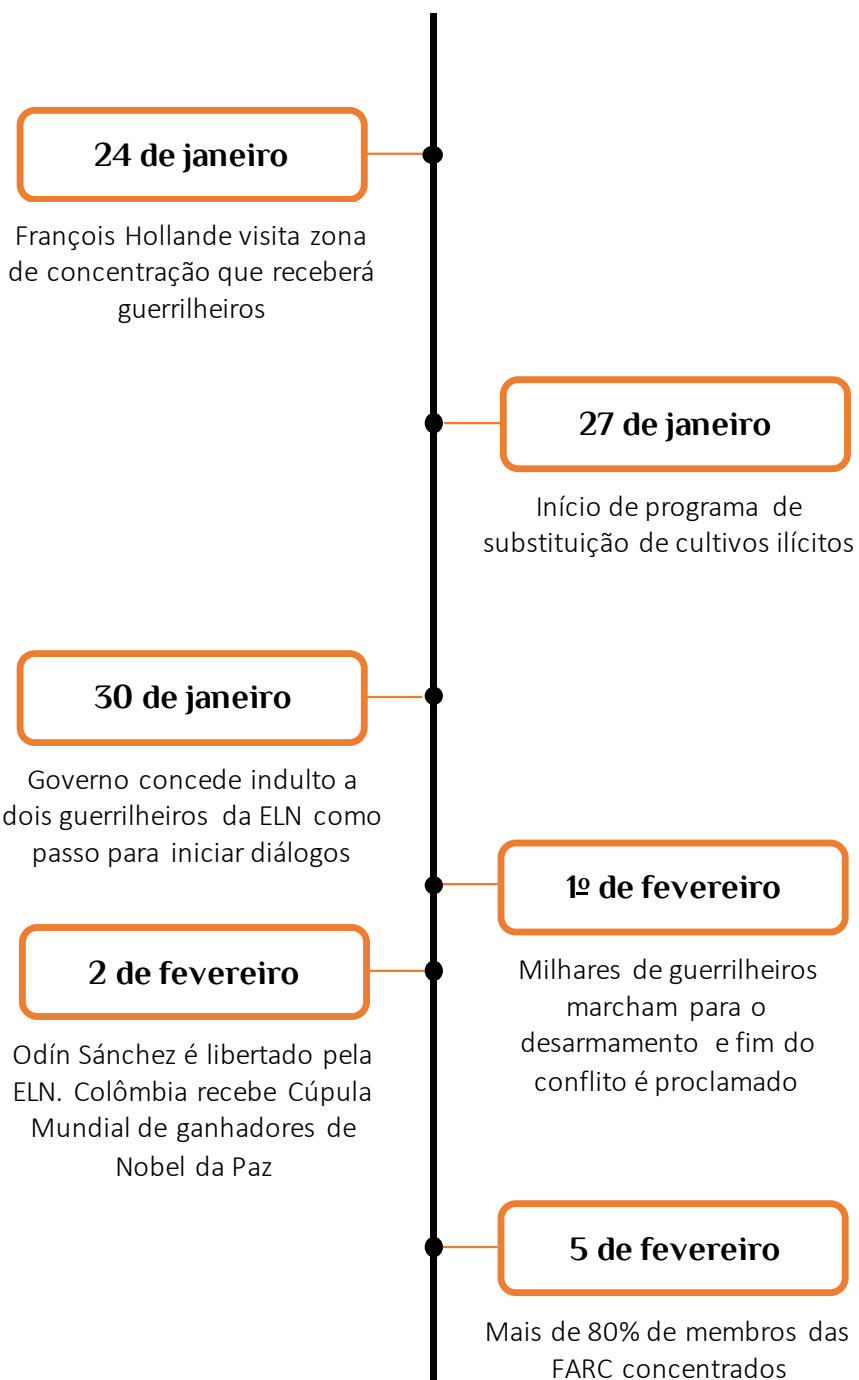 24 de janeiro
François Hollande visita zona
de concentração que receberá
guerrilheiros
27 de janeiro
Início de programa de
substituição de cultivos ilícitos
30 de janeiro
Governo concede indulto a
dois guerrilheiros da ELN como
passo para iniciar diálogos
1º de fevereiro
Milhares de guerrilheiros
marcham para o
desarmamento e fim do
conflito é proclamado
2 de fevereiro
Odín Sánchez é libertado pela
ELN. Colômbia recebe Cúpula
Mundial de ganhadores de
Nobel da Paz
5 de fevereiro
Mais de 80% de membros das
FARC concentrados